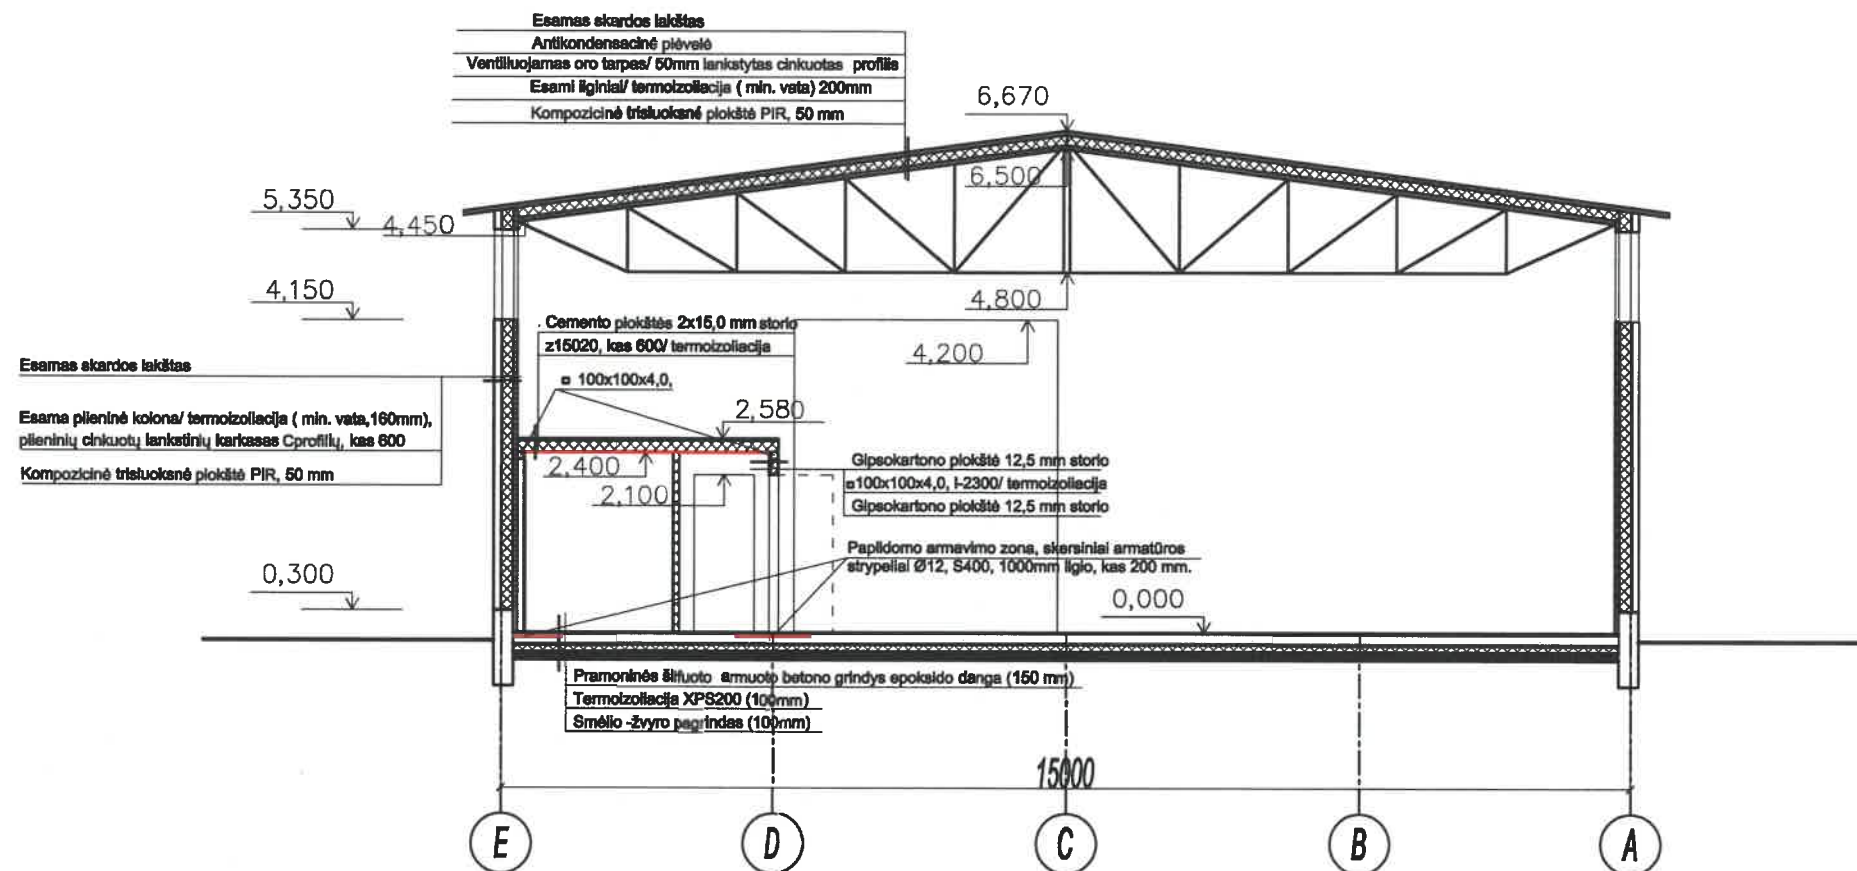 Esamas skardos lakštas
Antikondensacinė plėvelė
Ventiliuojamas oro tarpas/ 50mm lankstytas cinkuotas profilis
Esami ilginiai/ termoizoliacija ( min. vata) 200mm
Kompozicinė trisluoksnė plokštė PIR, 50 mm
6,670
6,500
5,350
4,450
4,150
4,800
Cemento plokštės 2x15,0 mm storio
z15020, kas 600/ termoizoliacija
4,200
Esamas skardos lakštas
100x100x4,0,
2,580
Esama plieninė kolona/ termoizoliacija ( min. vata,160mm),
plieninių cinkuotų lankstinių karkasas Cprofilių, kas 600
Kompozicinė trisluoksnė plokštė PIR, 50 mm
2,400
2,100
Gipsokartono plokštė 12,5 mm storio
100x100x4,0, l-2300/ termoizoliacija
Gipsokartono plokštė 12,5 mm storio
Papildomo armavimo zona, skersiniai armatūros
strypeliai Ø12, S400, 1000mm ilgio, kas 200 mm.
0,300
0,000
Pramoninės šlifuoto armuoto betono grindys epoksido danga (150 mm)
Termoizoliacija XPS200 (100mm)
Smėlio -žvyro pagrindas (100mm)
15000
E D C B A